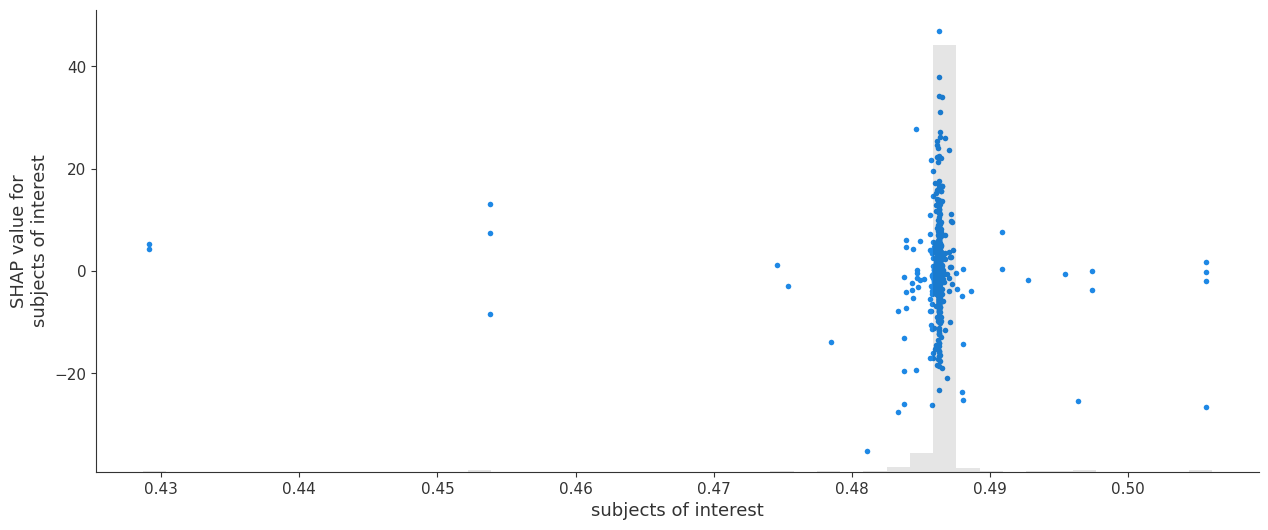 SHAP value for
subjects of interest
40
20
0
−20
0.43 0.44 0.45 0.46 0.47 0.48 0.49 0.50
subjects of interest